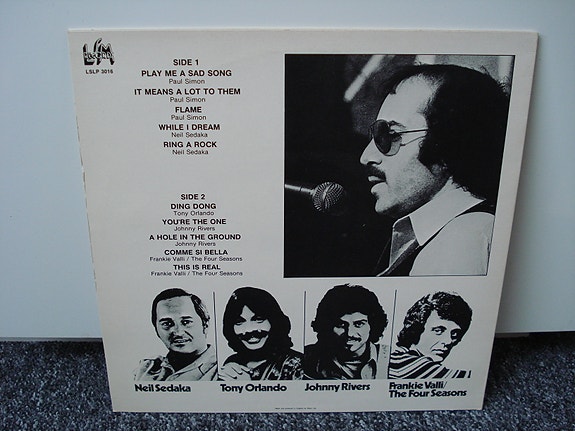 LSM
LSLP 3016
SIDE 1
PLAY ME A SAD SONG
Paul Simon
IT MEANS A LOT TO THEM
Paul Simon
FLAME
Paul Simon
WHILE I DREAM
Neil Sedaka
RING A ROCK
Neil Sedaka
SIDE 2
DING DONG
Tony Orlando
YOU'RE THE ONE
Johnny Rivers
A HOLE IN THE GROUND
Johnny Rivers
COMME SI BELLA
Frankie Valli / The Four Seasons
THIS IS REAL
Frankie Valli / The Four Seasons
Neil Sedaka
Tony Orlando
Johnny Rivers
Frankie Valli/
The Four Seasons